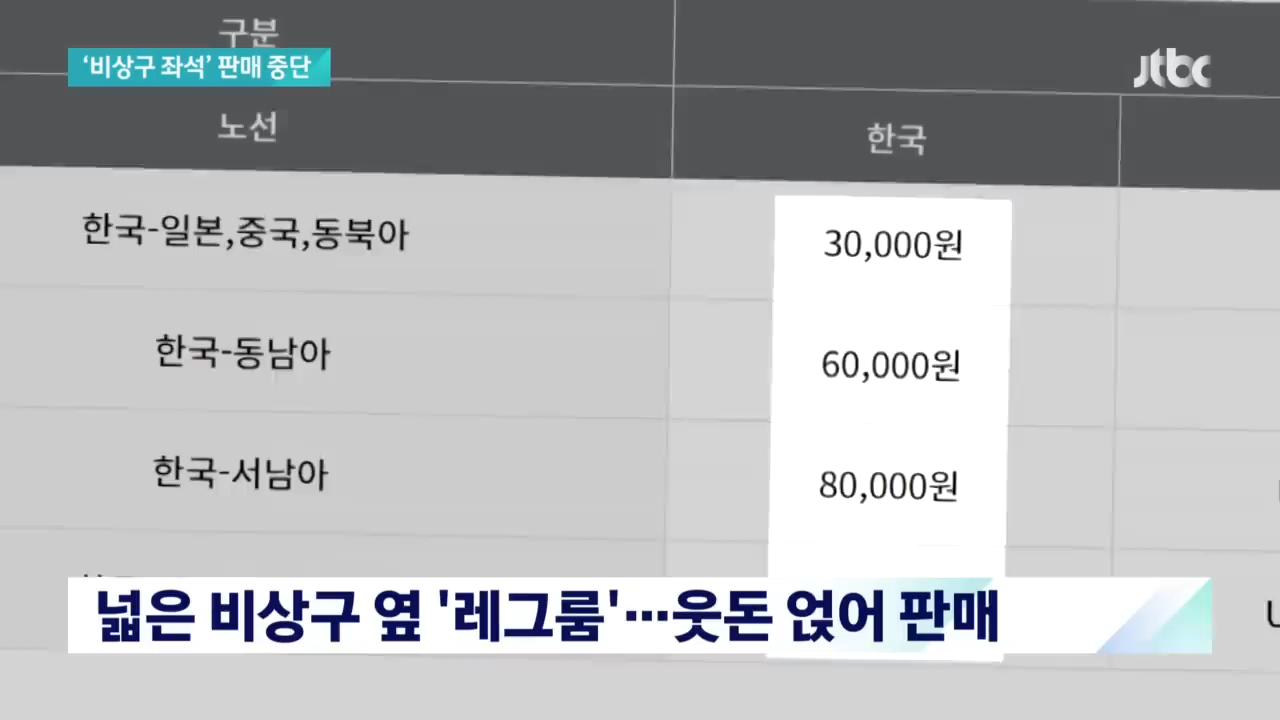 구분
'비상구 좌석' 판매 중단
jtbc
노선
한국
한국-일본,중국,동북아
30,000원
한국-동남아
60,000원
한국-서남아
80,000원
넓은 비상구 옆 '레그룸'…웃돈 얹어 판매